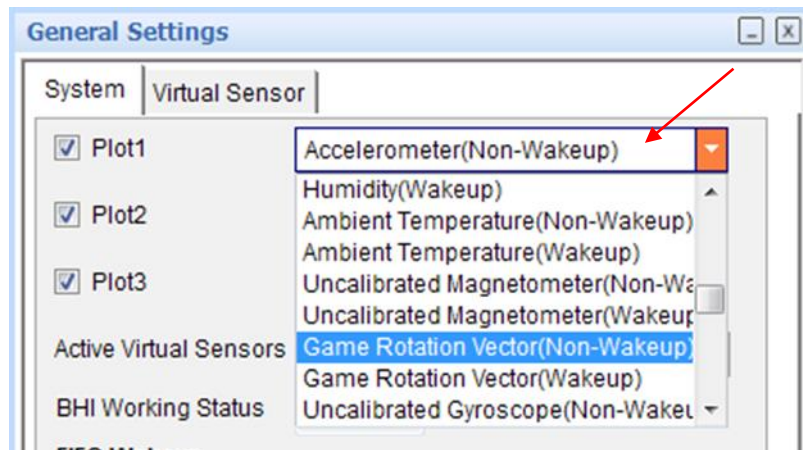 General Settings
System Virtual Sensor
Plot1 Accelerometer(Non-Wakeup)
Humidity(Wakeup)
Plot2 Ambient Temperature(Non-Wakeup)
Ambient Temperature(Wakeup)
Plot3 Uncalibrated Magnetometer(Non-Wa
Uncalibrated Magnetometer(Wakeup
Active Virtual Sensors Game Rotation Vector(Non-Wakeup)
Game Rotation Vector(Wakeup)
BHI Working Status Uncalibrated Gyroscope(Non-Wakeu